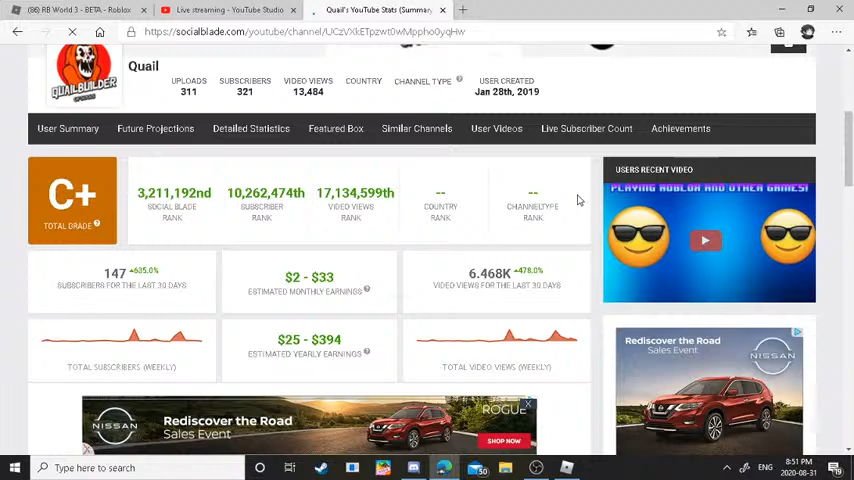 (86) RB World 3 - BETA - Roblox
Live streaming - YouTube Studio
Quail's YouTube Stats (Summary
https://socialblade.com/youtube/channel/UCzVXkETpzwt0wMppho0yqHw
QUAILBUILDER
Quail
UPLOADS
311
SUBSCRIBERS
321
VIDEO VIEWS
13,484
COUNTRY
CHANNEL TYPE
USER CREATED
Jan 28th, 2019
User Summary
Future Projections
Detailed Statistics
Featured Box
Similar Channels
User Videos
Live Subscriber Count
Achievements
C+
TOTAL GRADE
3,211,192nd
SOCIAL BLADE
RANK
10,262,474th
SUBSCRIBER
RANK
17,134,599th
VIDEO VIEWS
RANK
--
COUNTRY
RANK
--
CHANNELTYPE
RANK
USERS RECENT VIDEO
PLAYING ROBLOX AND OTHER GAMES!
147 635.0%
SUBSCRIBERS FOR THE LAST 30 DAYS
$2 - $33
ESTIMATED MONTHLY EARNINGS
6.468K 478.0%
VIDEO VIEWS FOR THE LAST 30 DAYS
TOTAL SUBSCRIBERS (WEEKLY)
$25 - $394
ESTIMATED YEARLY EARNINGS
TOTAL VIDEO VIEWS (WEEKLY)
Rediscover the Road
Sales Event
NISSAN
NISSAN
Rediscover the Road
Sales Event
ROGUE
SHOP NOW
Type here to search
50
ENG
8:51 PM
2020-08-31
19